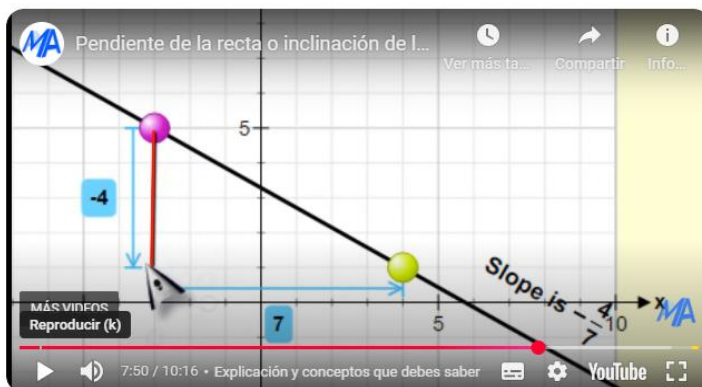 MA Pendiente de la recta o inclinación de l...
Ver más ta...
Compartir
Info...
5
-4
7
5
10
x
Slope is - 4/7
MA
MÁS VIDEOS
Reproducir (k)
7:50 / 10:16 • Explicación y conceptos que debes saber
YouTube